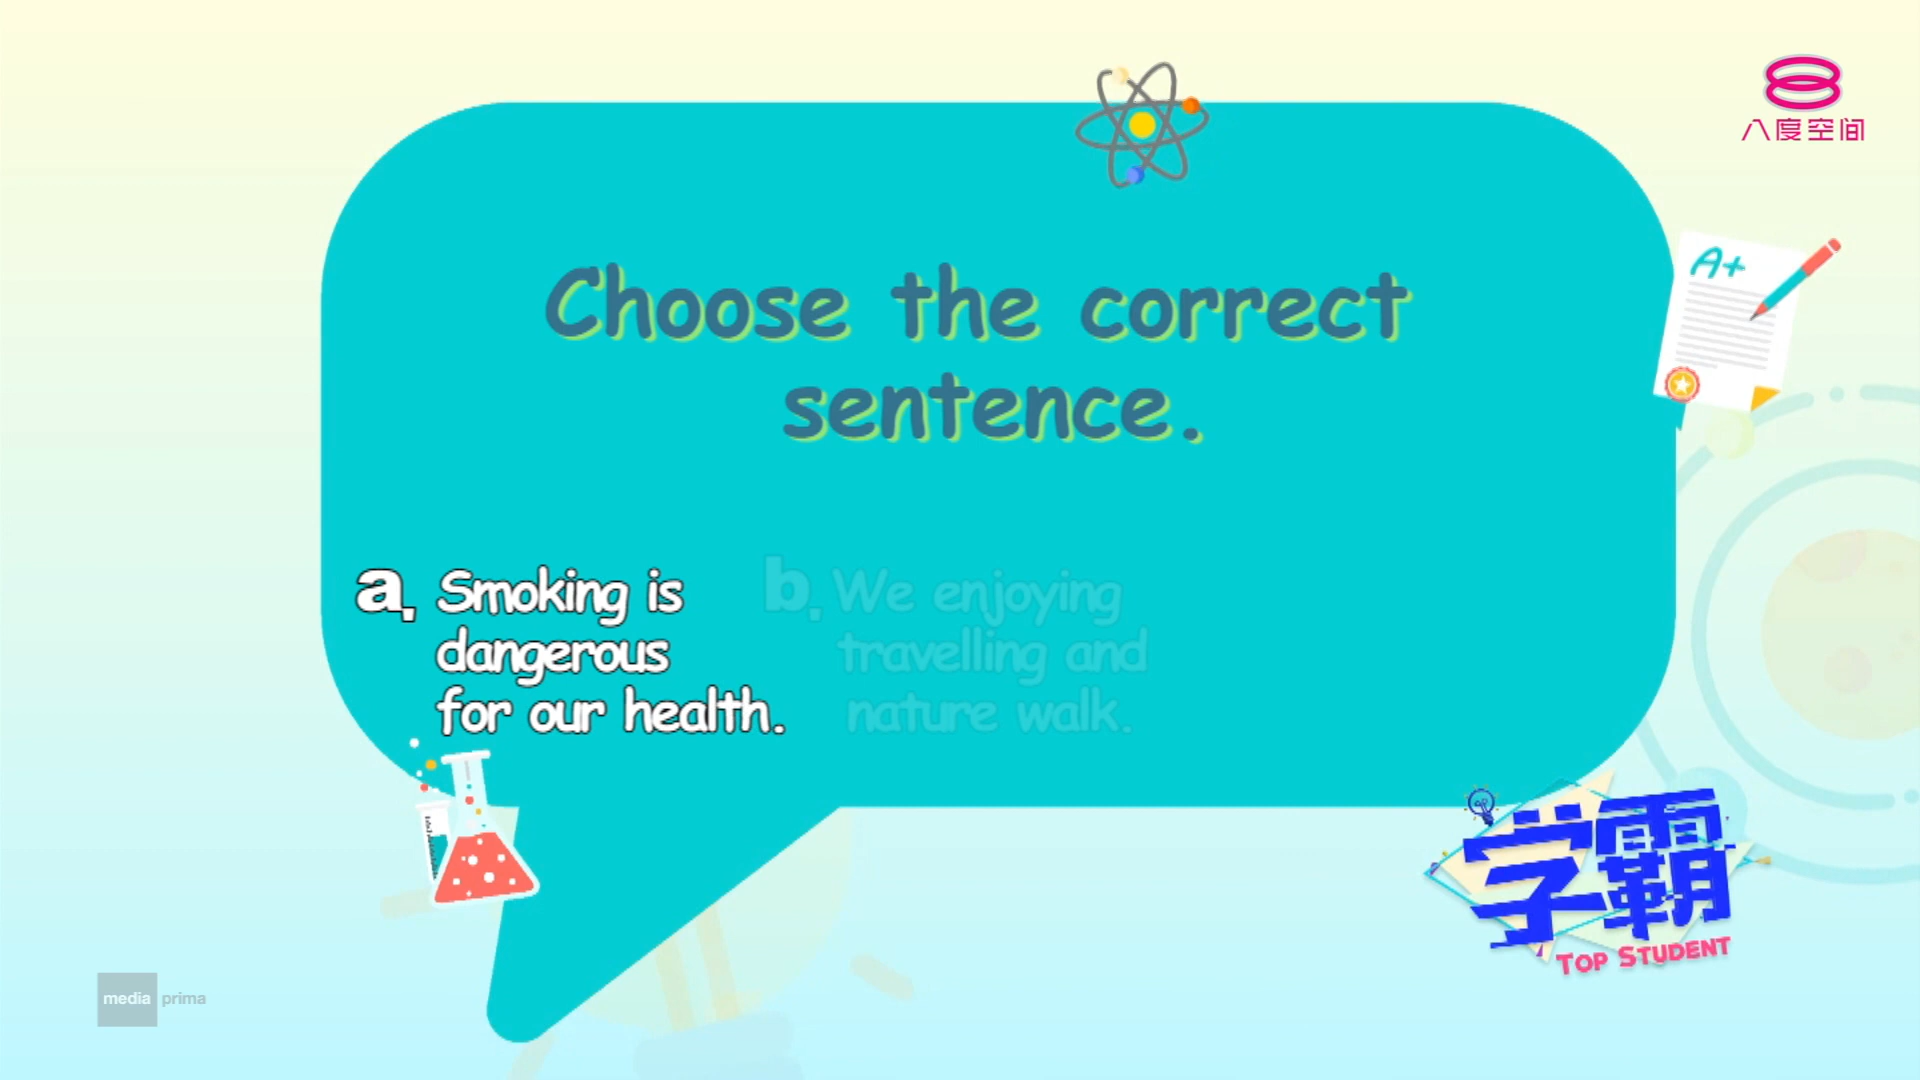 八度空间
A+
Choose the correct
sentence.
a. Smoking is
dangerous
for our health.
b. We enjoying
travelling and
nature walk.
学霸
TOP STUDENT
media prima